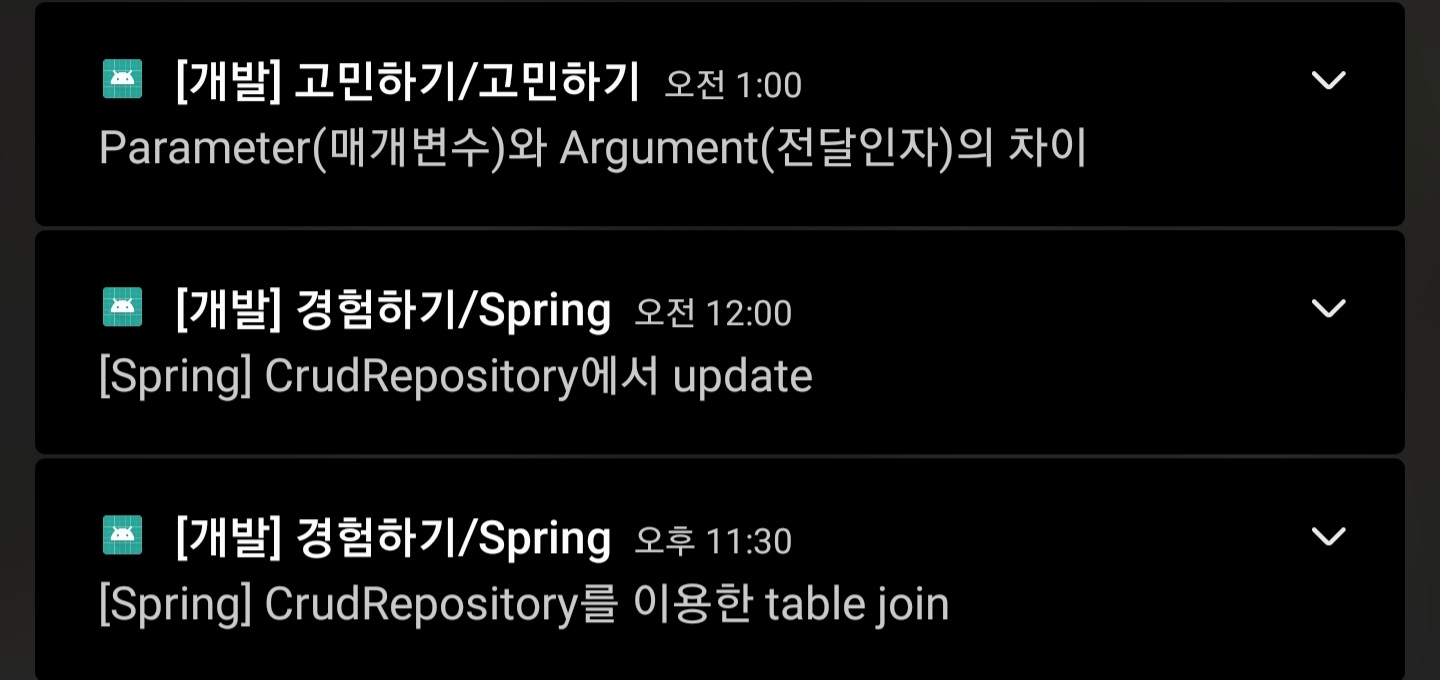 [개발] 고민하기/고민하기 오전 1:00
Parameter(매개변수)와 Argument(전달인자)의 차이
[개발] 경험하기/Spring 오전 12:00
[Spring] CrudRepository에서 update
[개발] 경험하기/Spring 오후 11:30
[Spring] CrudRepository를 이용한 table join